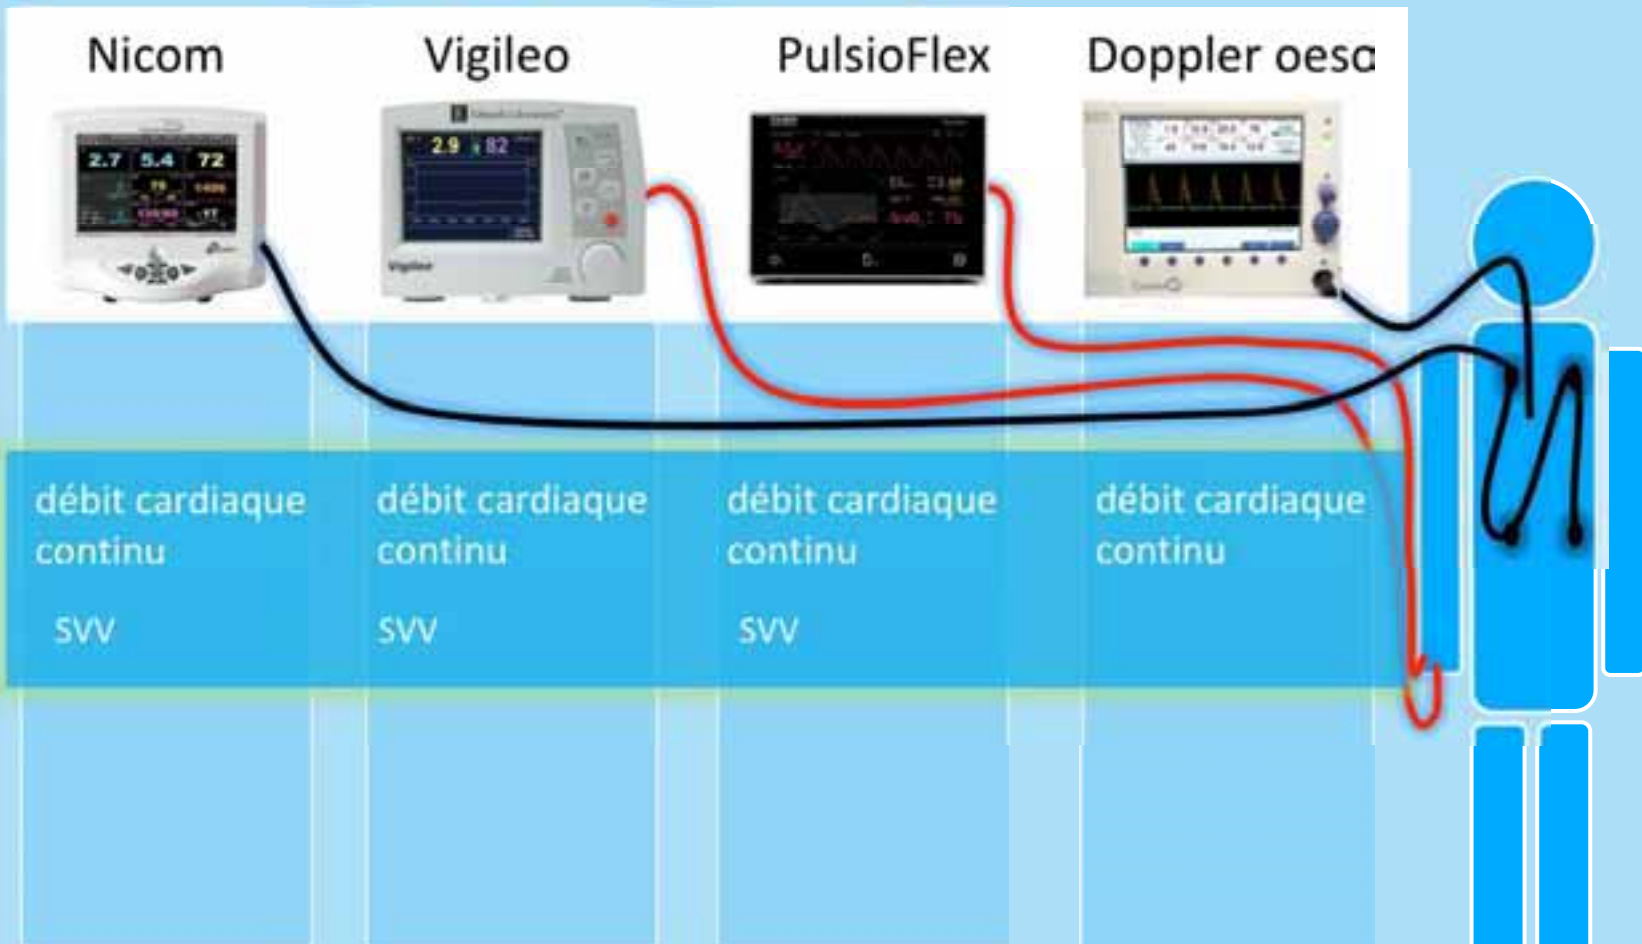 Nicom
Vigileo
PulsioFlex
Doppler oeso
2.7 5.4 72
2.9 82
Vigileo
débit cardiaque
continu
SVV
débit cardiaque
continu
SVV
débit cardiaque
continu
SVV
débit cardiaque
continu